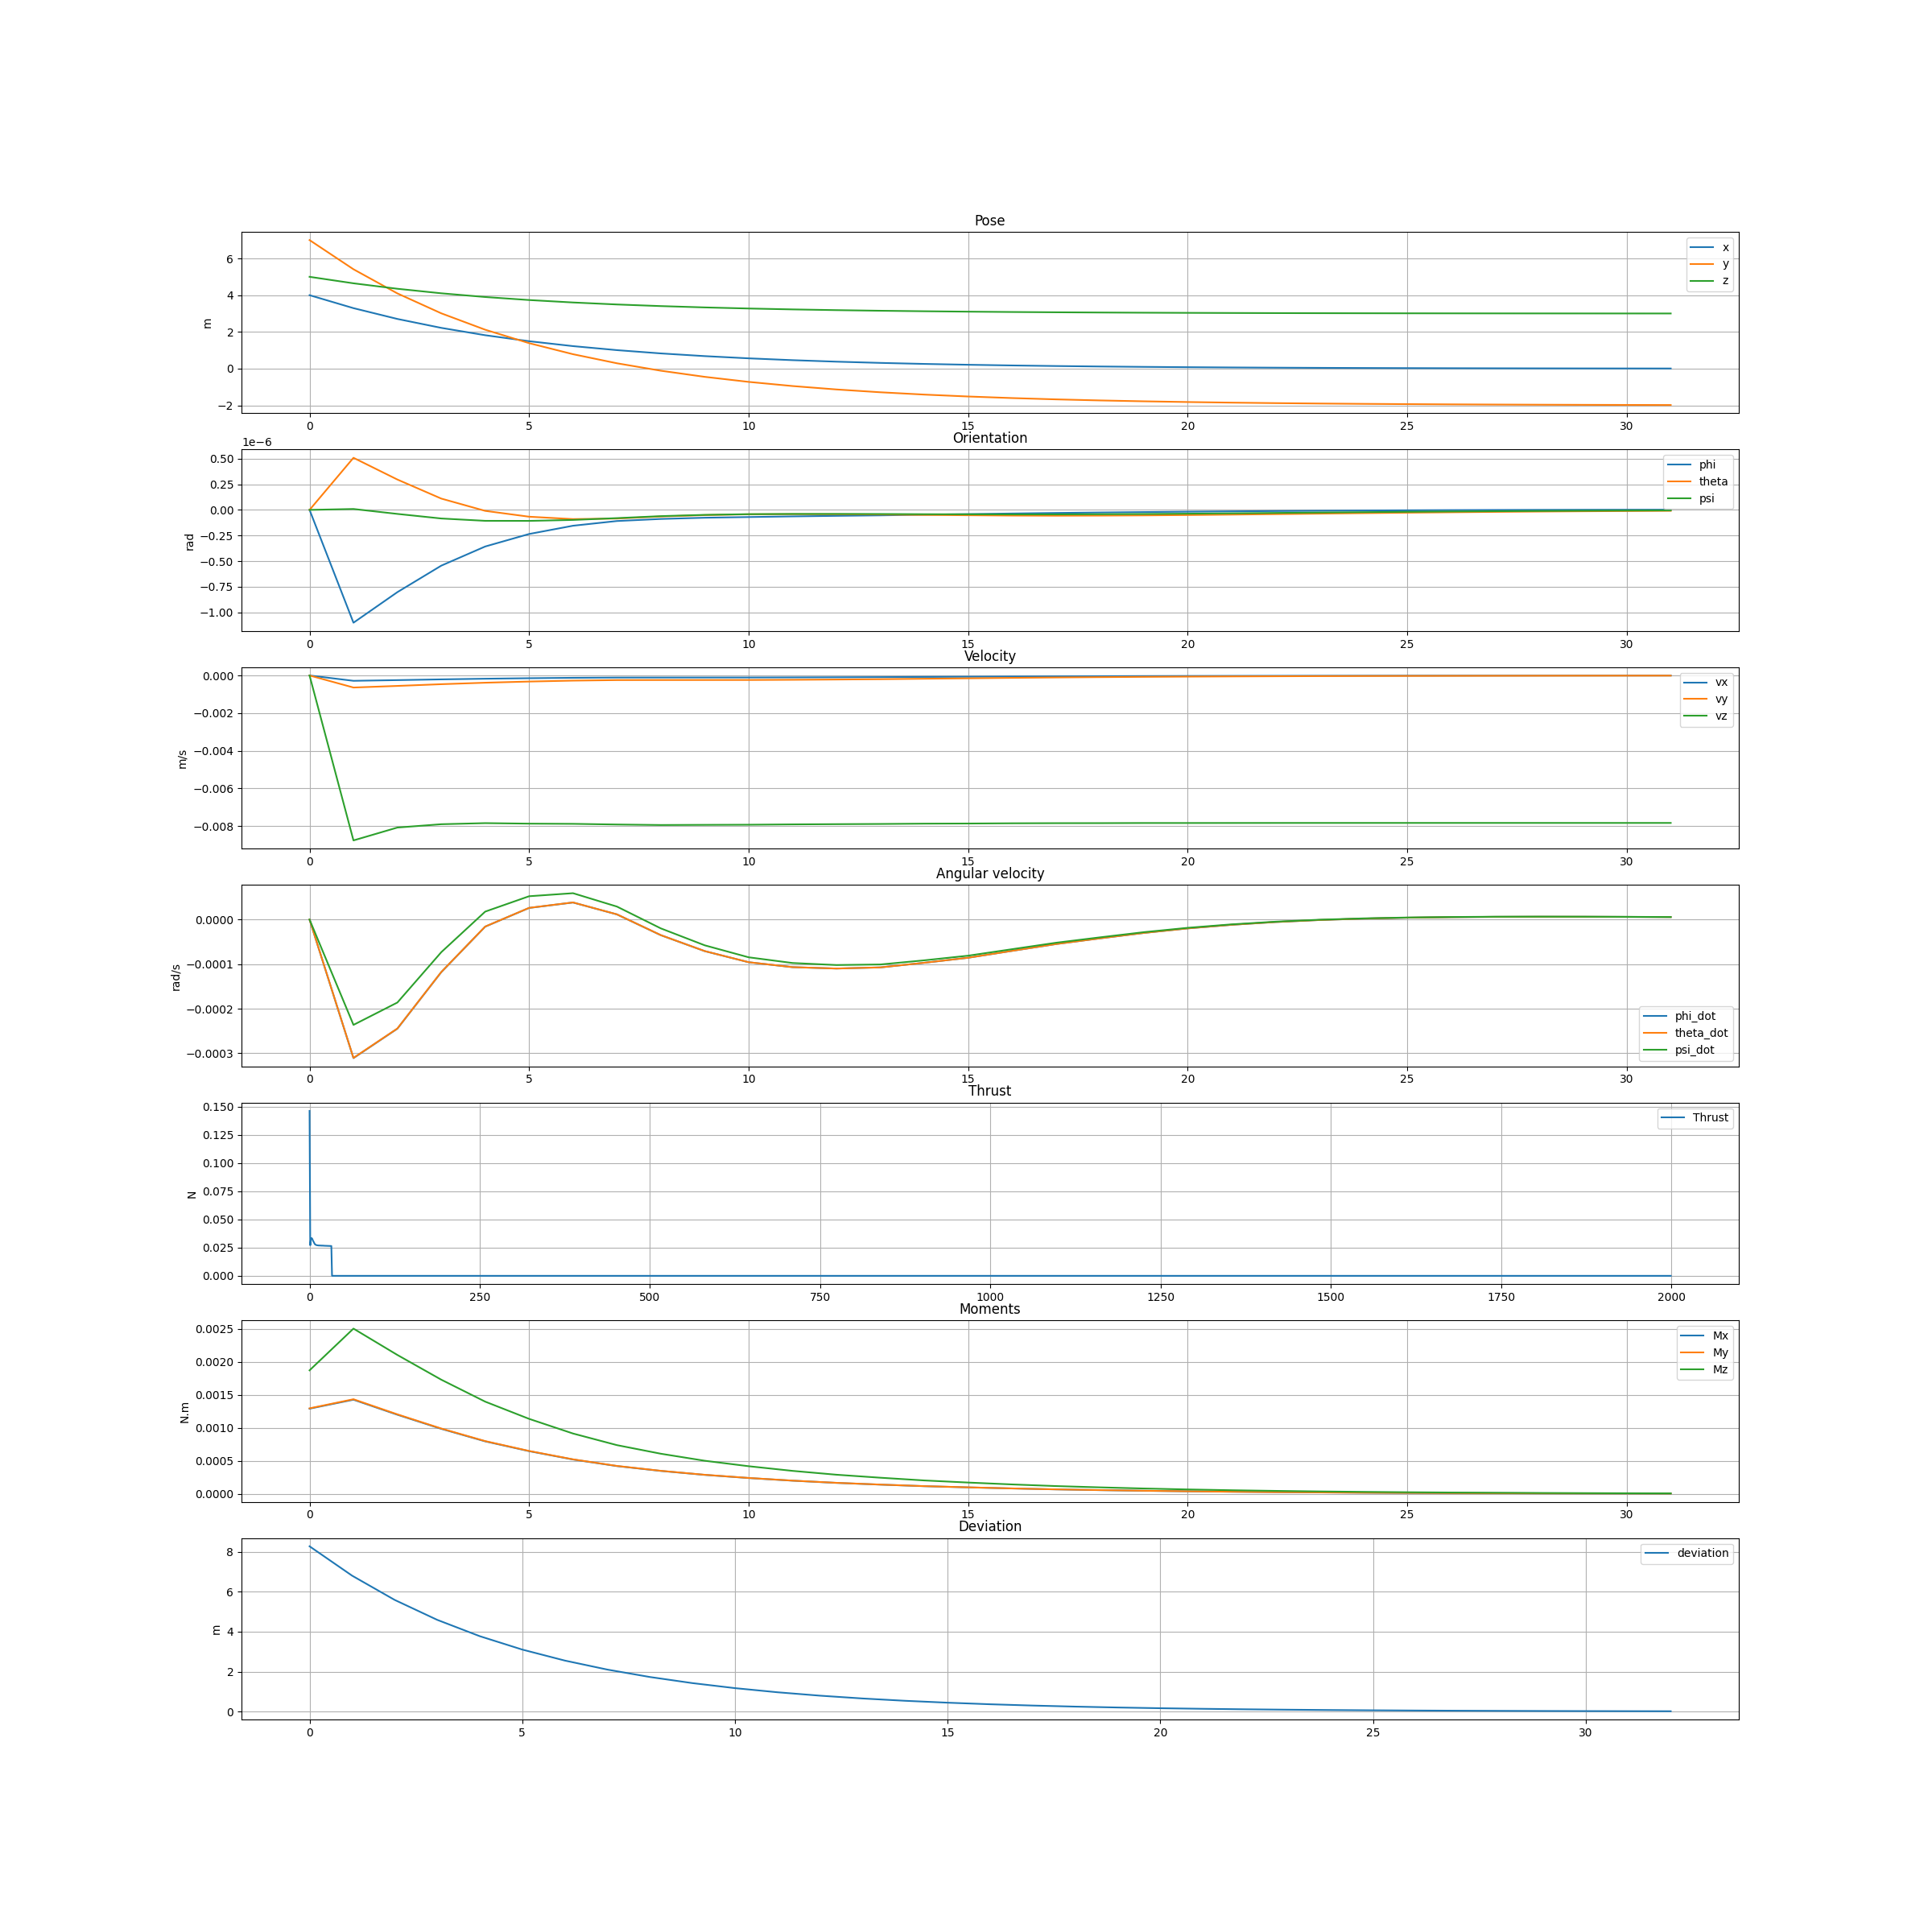 Pose
6
4
2
0
−2
m
x
y
z
0 5 10 15 20 25 30
1e−6
Orientation
0.50
0.25
0.00
−0.25
−0.50
−0.75
−1.00
rad
phi
theta
psi
0 5 10 15 20 25 30
Velocity
0.000
−0.002
−0.004
−0.006
−0.008
m/s
vx
vy
vz
0 5 10 15 20 25 30
Angular velocity
0.0000
−0.0001
−0.0002
−0.0003
rad/s
phi_dot
theta_dot
psi_dot
0 5 10 15 20 25 30
Thrust
0.150
0.125
0.100
0.075
0.050
0.025
0.000
N
Thrust
0 250 500 750 1000 1250 1500 1750 2000
Moments
0.0025
0.0020
0.0015
0.0010
0.0005
0.0000
N.m
Mx
My
Mz
0 5 10 15 20 25 30
Deviation
8
6
4
2
0
m
deviation
0 5 10 15 20 25 30